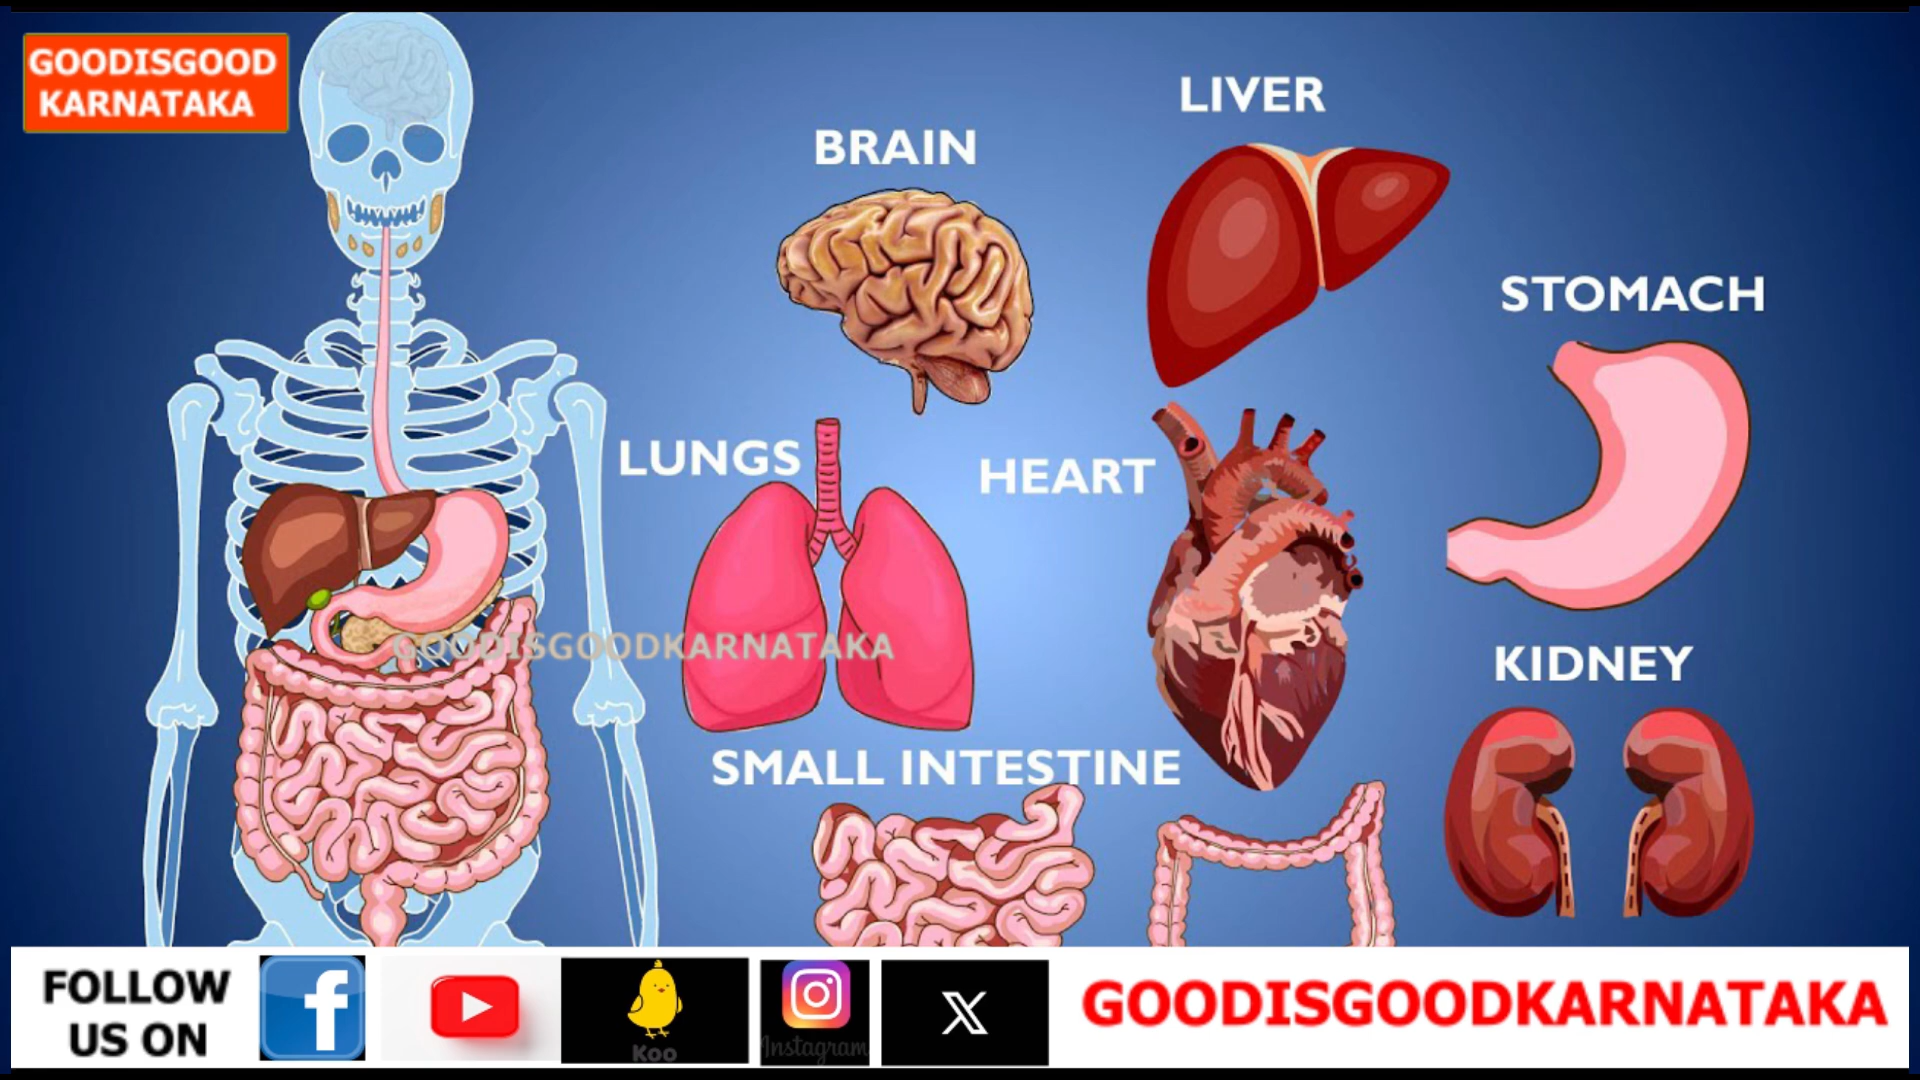 GOODISGOOD
KARNATAKA
LIVER
BRAIN
STOMACH
LUNGS
HEART
GOODISGOODKARNATAKA
KIDNEY
SMALL INTESTINE
FOLLOW
US ON
Koo
Instagram
GOODISGOODKARNATAKA